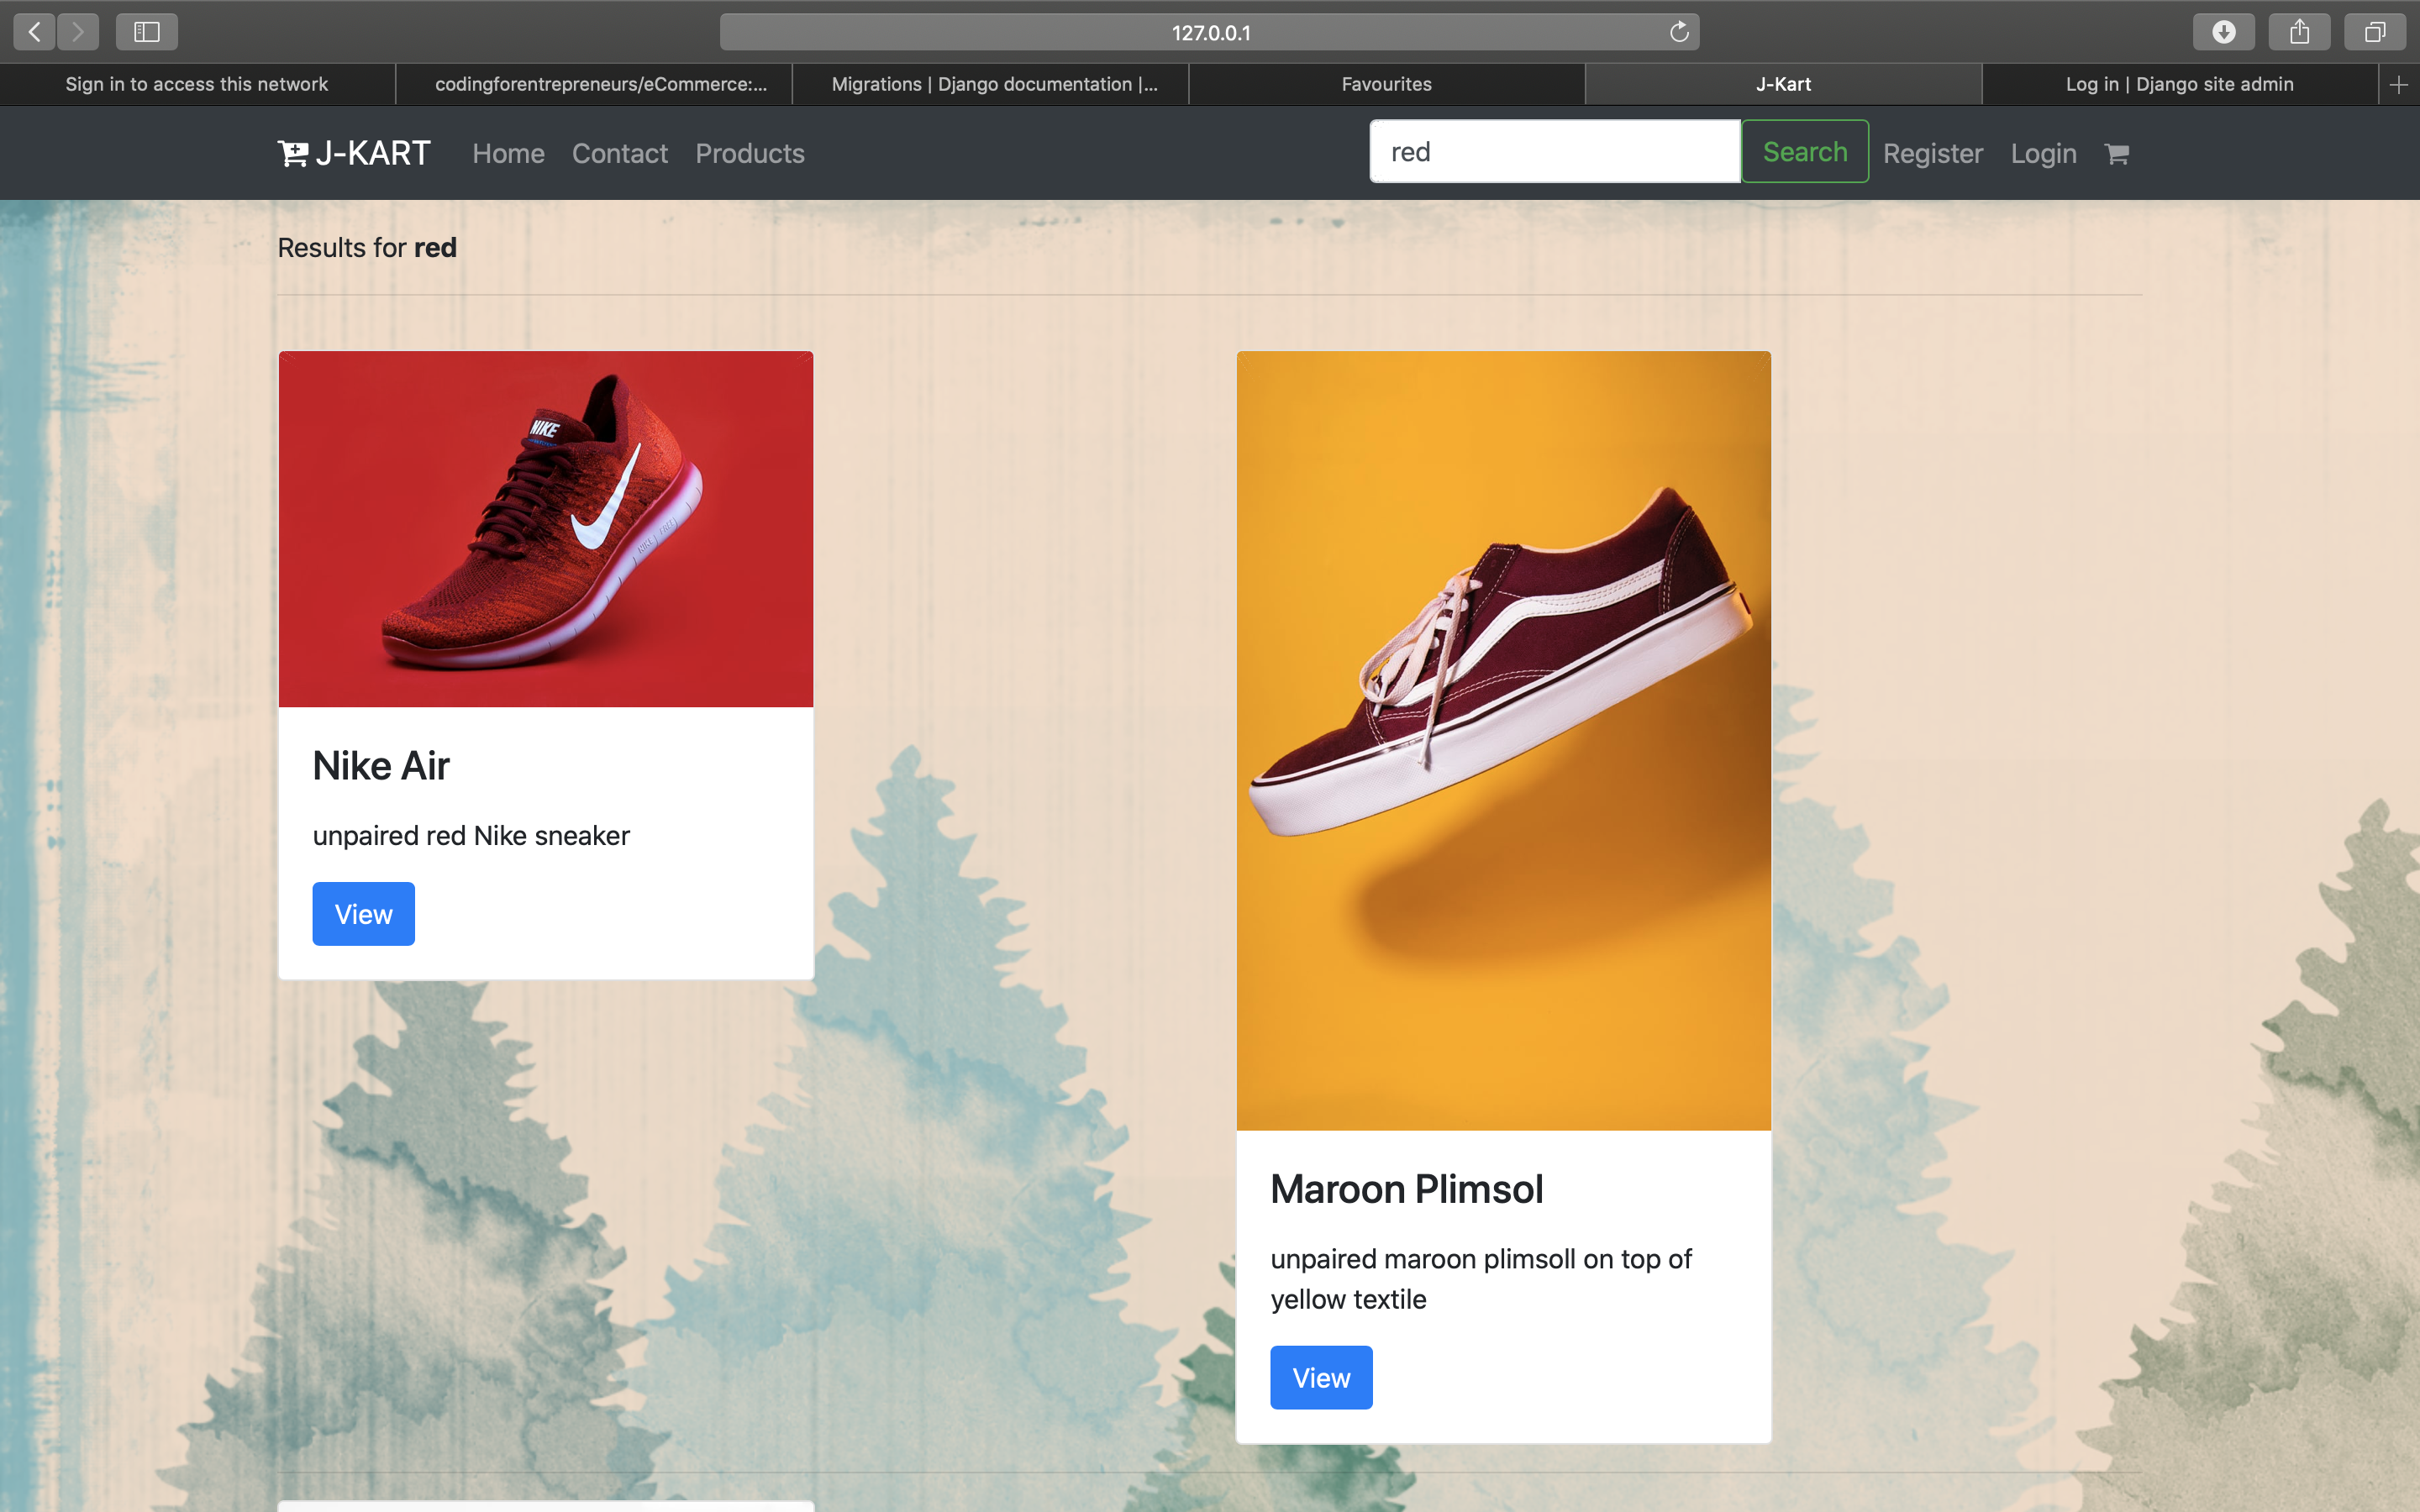 127.0.0.1
Sign in to access this network
codingforentrepreneurs/eCommerce:...
Migrations | Django documentation |...
Favourites
J-Kart
Log in | Django site admin
J-KART
Home
Contact
Products
red
Search
Register
Login
Results for red
NIKE
NIKE FREE
Nike Air
unpaired red Nike sneaker
View
Maroon Plimsol
unpaired maroon plimsoll on top of
yellow textile
View